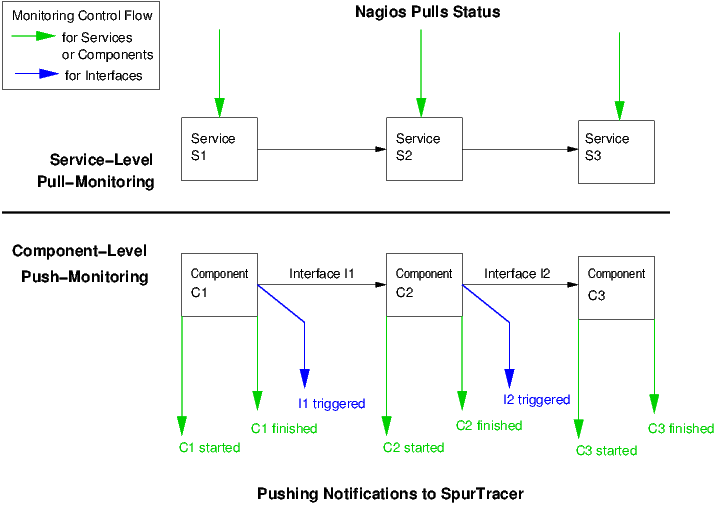 Monitoring Control Flow
for Services
or Components
for Interfaces
Nagios Pulls Status
Service
S1
Service
S2
Service
S3
Service-Level
Pull-Monitoring
Component-Level
Push-Monitoring
Component
C1
Interface I1
Component
C2
Interface I2
Component
C3
I1 triggered
I2 triggered
C1 started
C1 finished
C2 started
C2 finished
C3 started
C3 finished
Pushing Notifications to SpurTracer